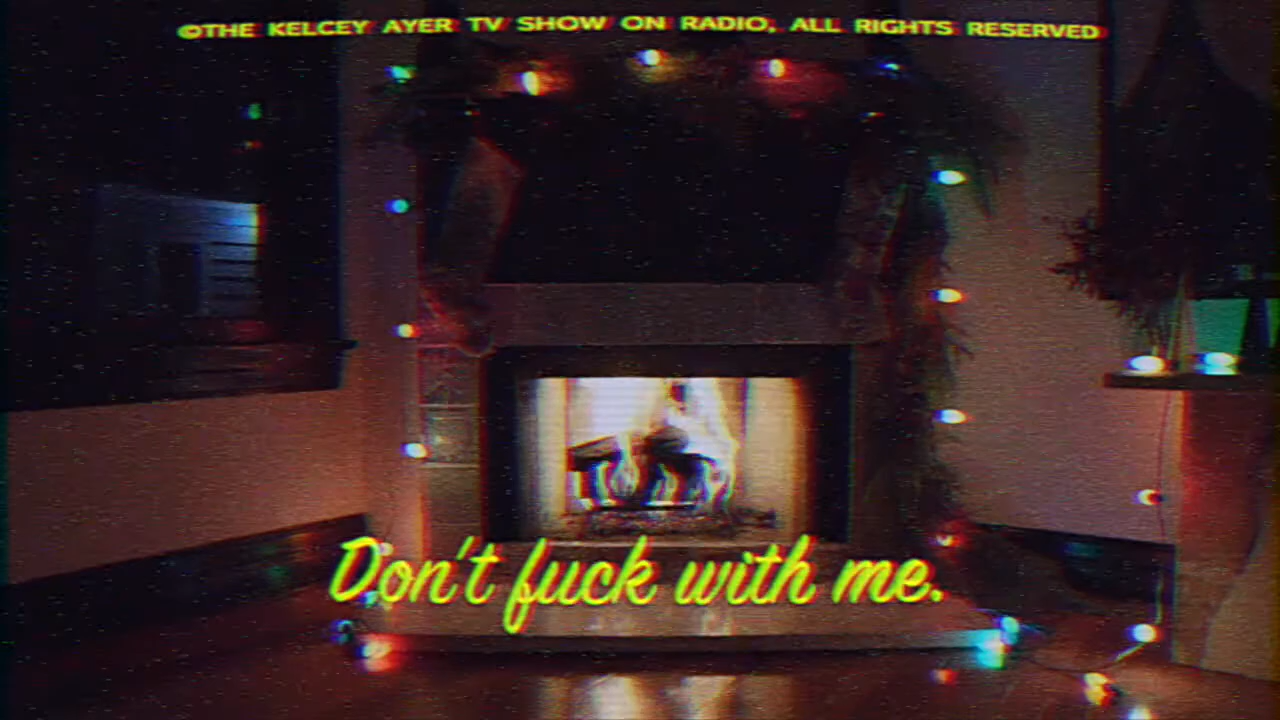 ©THE KELCEY AYER TV SHOW ON RADIO, ALL RIGHTS RESERVED
Don't fuck with me.